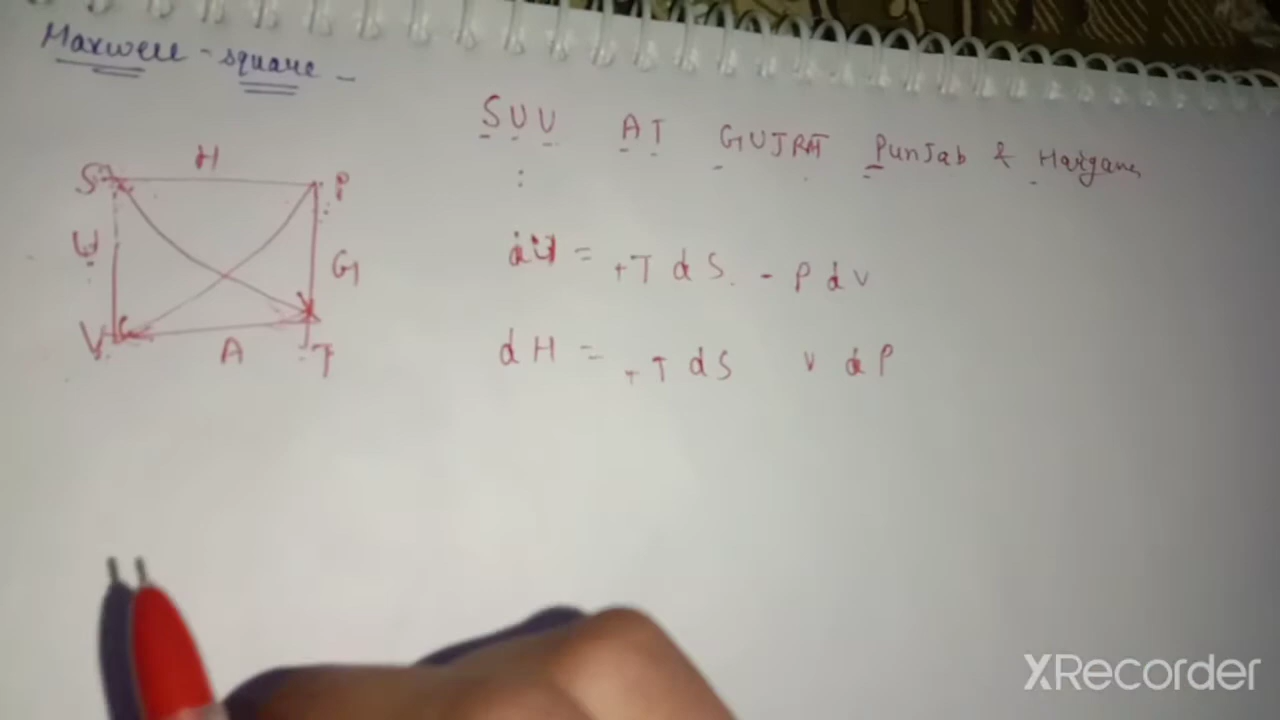 Maxwell - square -
SUV AT GUJRAT Punjab & Haryana
S H P
U G
V A T
:
dU = +T dS. - P dV
dH = +T dS V dP
XRecorder